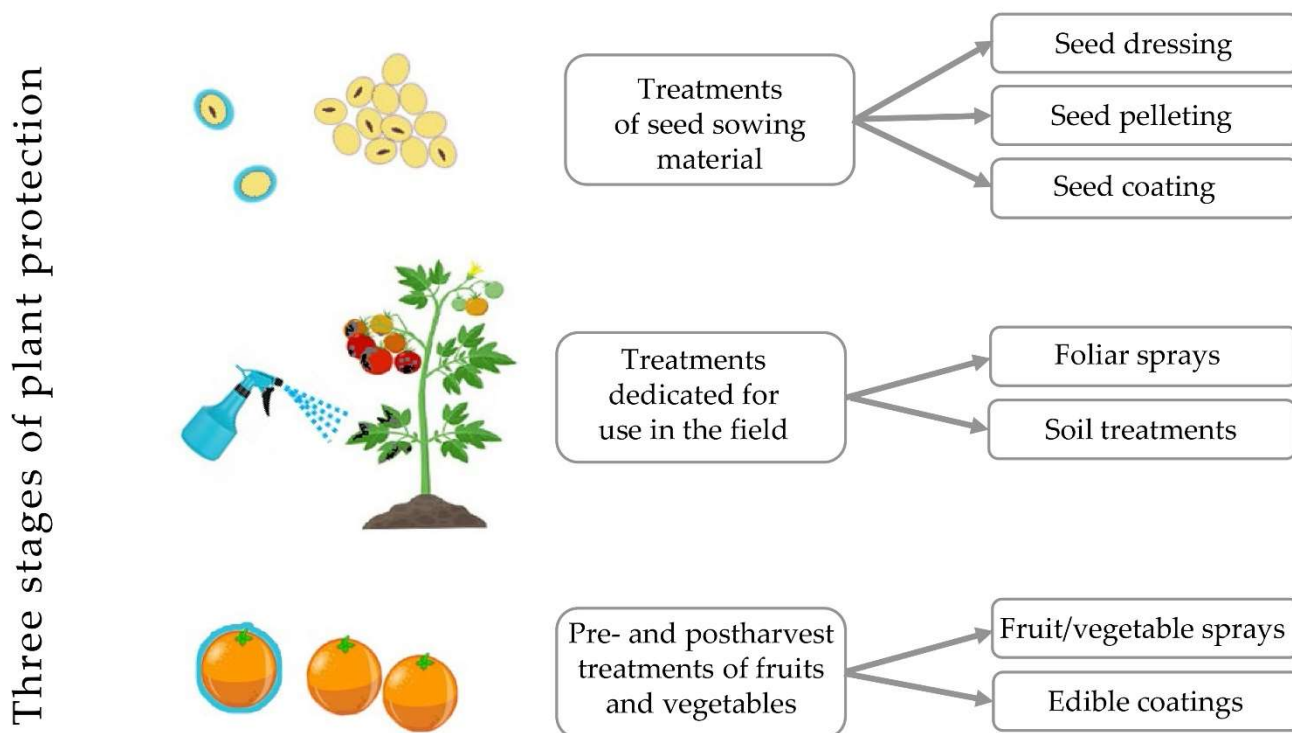 Three stages of plant protection
Treatments
of seed sowing
material
Seed dressing
Seed pelleting
Seed coating
Treatments
dedicated for
use in the field
Foliar sprays
Soil treatments
Pre- and postharvest
treatments of fruits
and vegetables
Fruit/vegetable sprays
Edible coatings